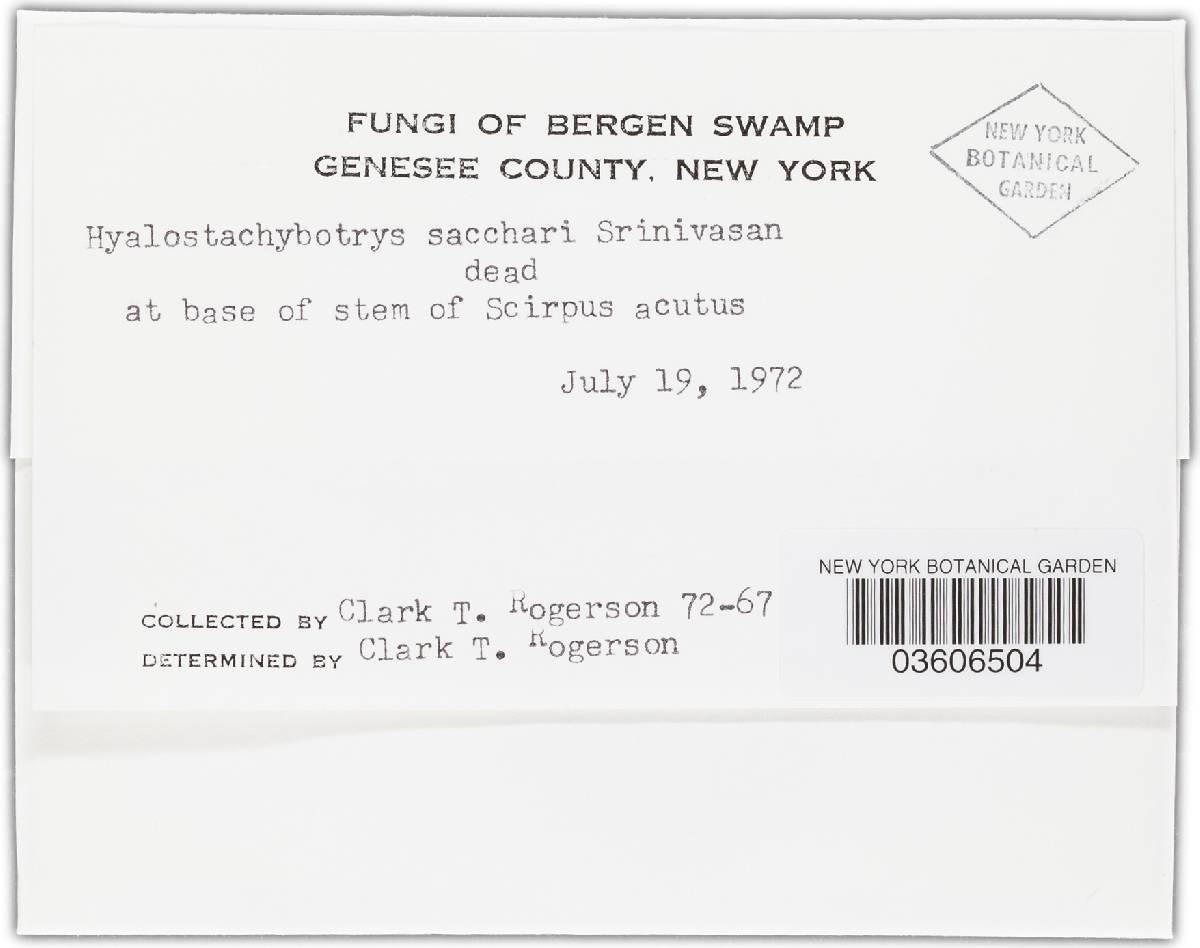 FUNGI OF BERGEN SWAMP
GENESEE COUNTY, NEW YORK
NEW YORK
BOTANICAL
GARDEN
Hyalostachybotrys sacchari Srinivasan
dead
at base of stem of Scirpus acutus
July 19, 1972
COLLECTED BY Clark T. Rogerson 72-67
DETERMINED BY Clark T. Rogerson
NEW YORK BOTANICAL GARDEN
03606504